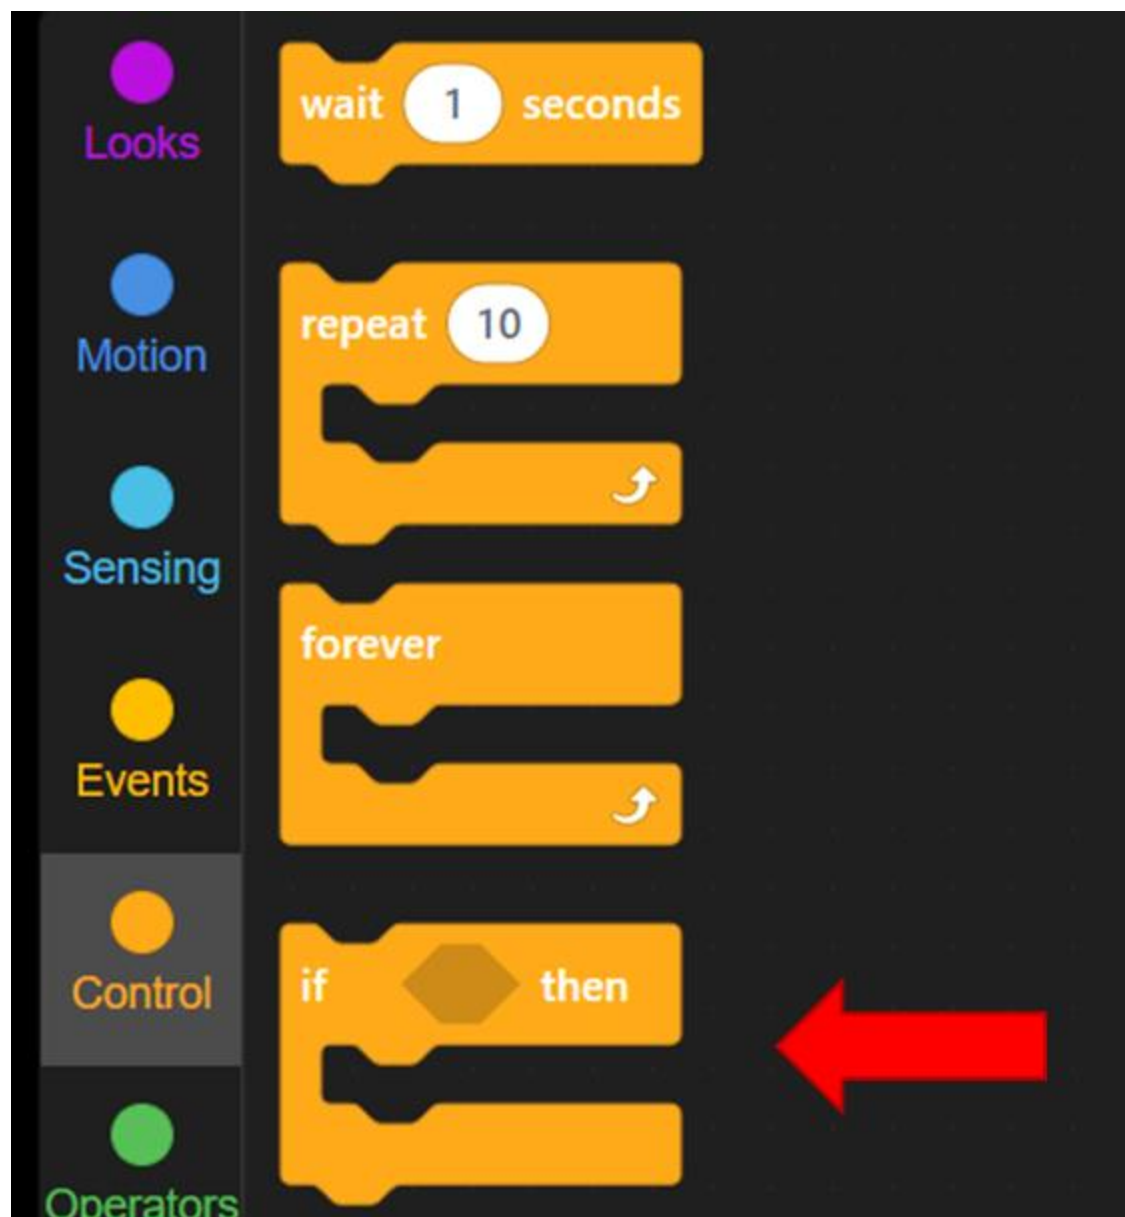 Looks
Motion
Sensing
Events
Control
Operators
wait 1 seconds
repeat 10
forever
if then